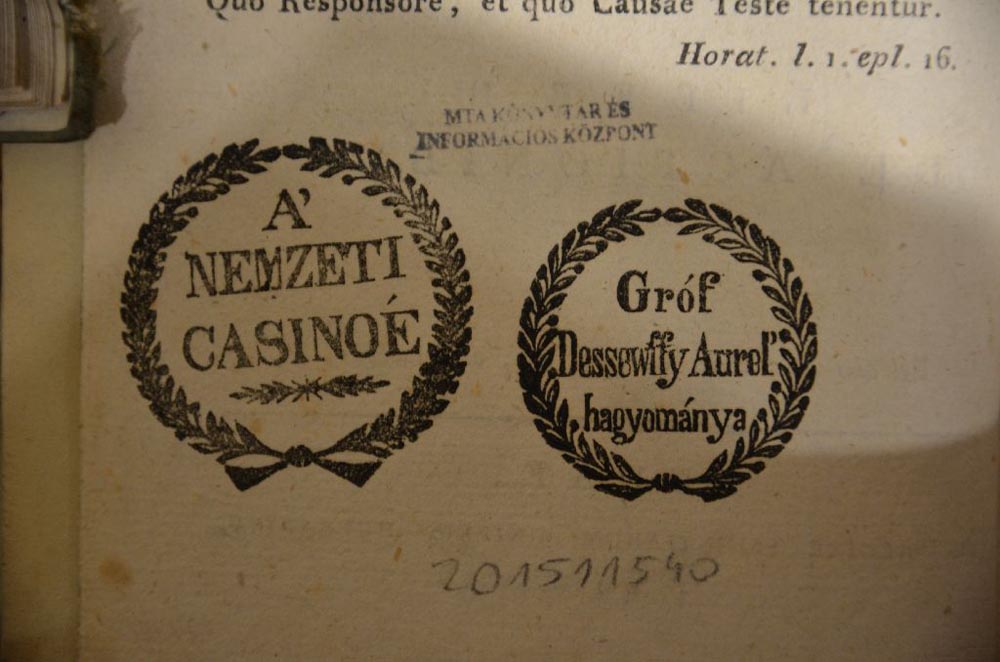 Quo Responsore, et quo Causae Teste tenentur.
Horat. l. 1. epl. 16.
MTA KÖNYVTÁR ÉS
INFORMÁCIÓS KÖZPONT
A'
NEMZETI
CASINOÉ
Gróf
Dessewffy Aurel'
hagyománya
201511540